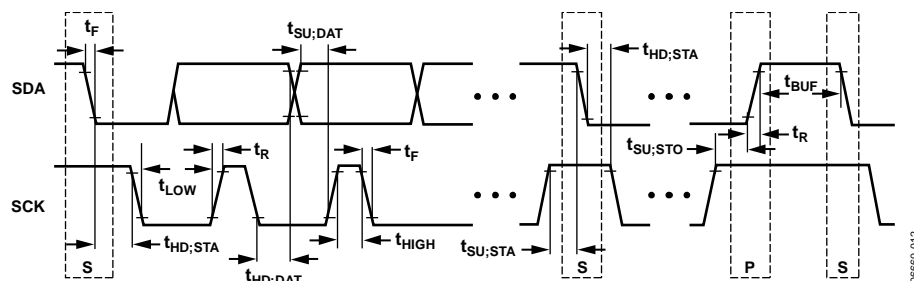 tF
tSU;DAT
tHD;STA
SDA
tBUF
tR
tF
tR
tSU;STO
tLOW
SCK
tHD;STA
tHIGH
tSU;STA
tHD;DAT
S
S
P
S